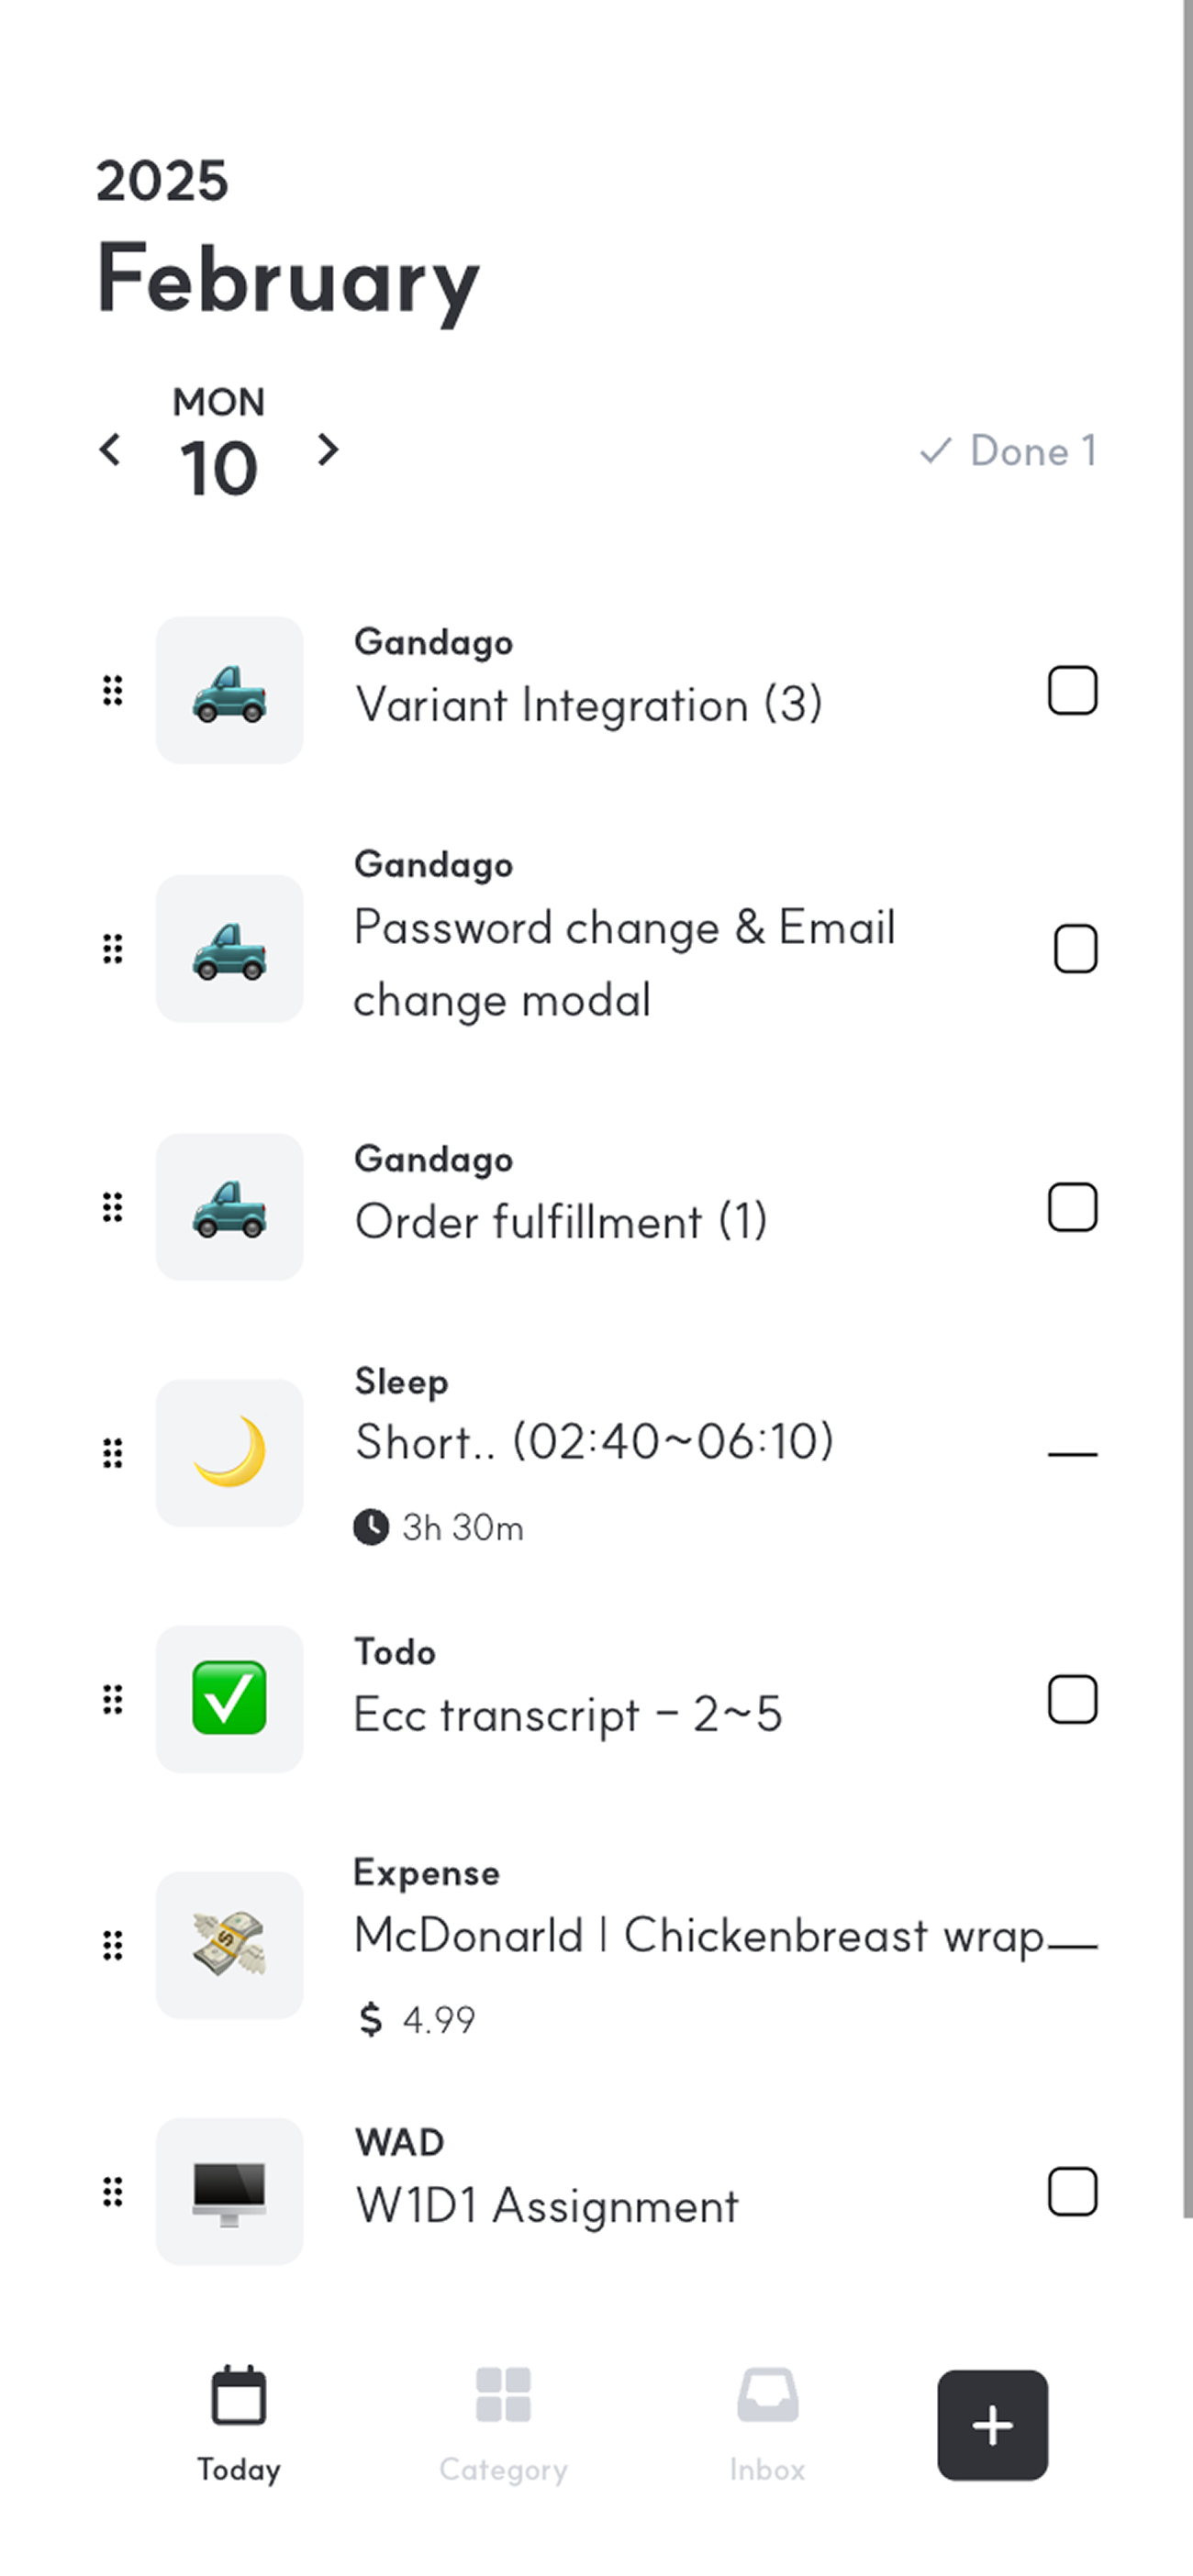 2025
February
MON
10
Done 1
Gandago
Variant Integration (3)
Gandago
Password change & Email
change modal
Gandago
Order fulfillment (1)
Sleep
Short.. (02:40~06:10)
3h 30m
Todo
Ecc transcript - 2~5
Expense
McDonarld | Chickenbreast wrap
$ 4.99
WAD
W1D1 Assignment
Today
Category
Inbox